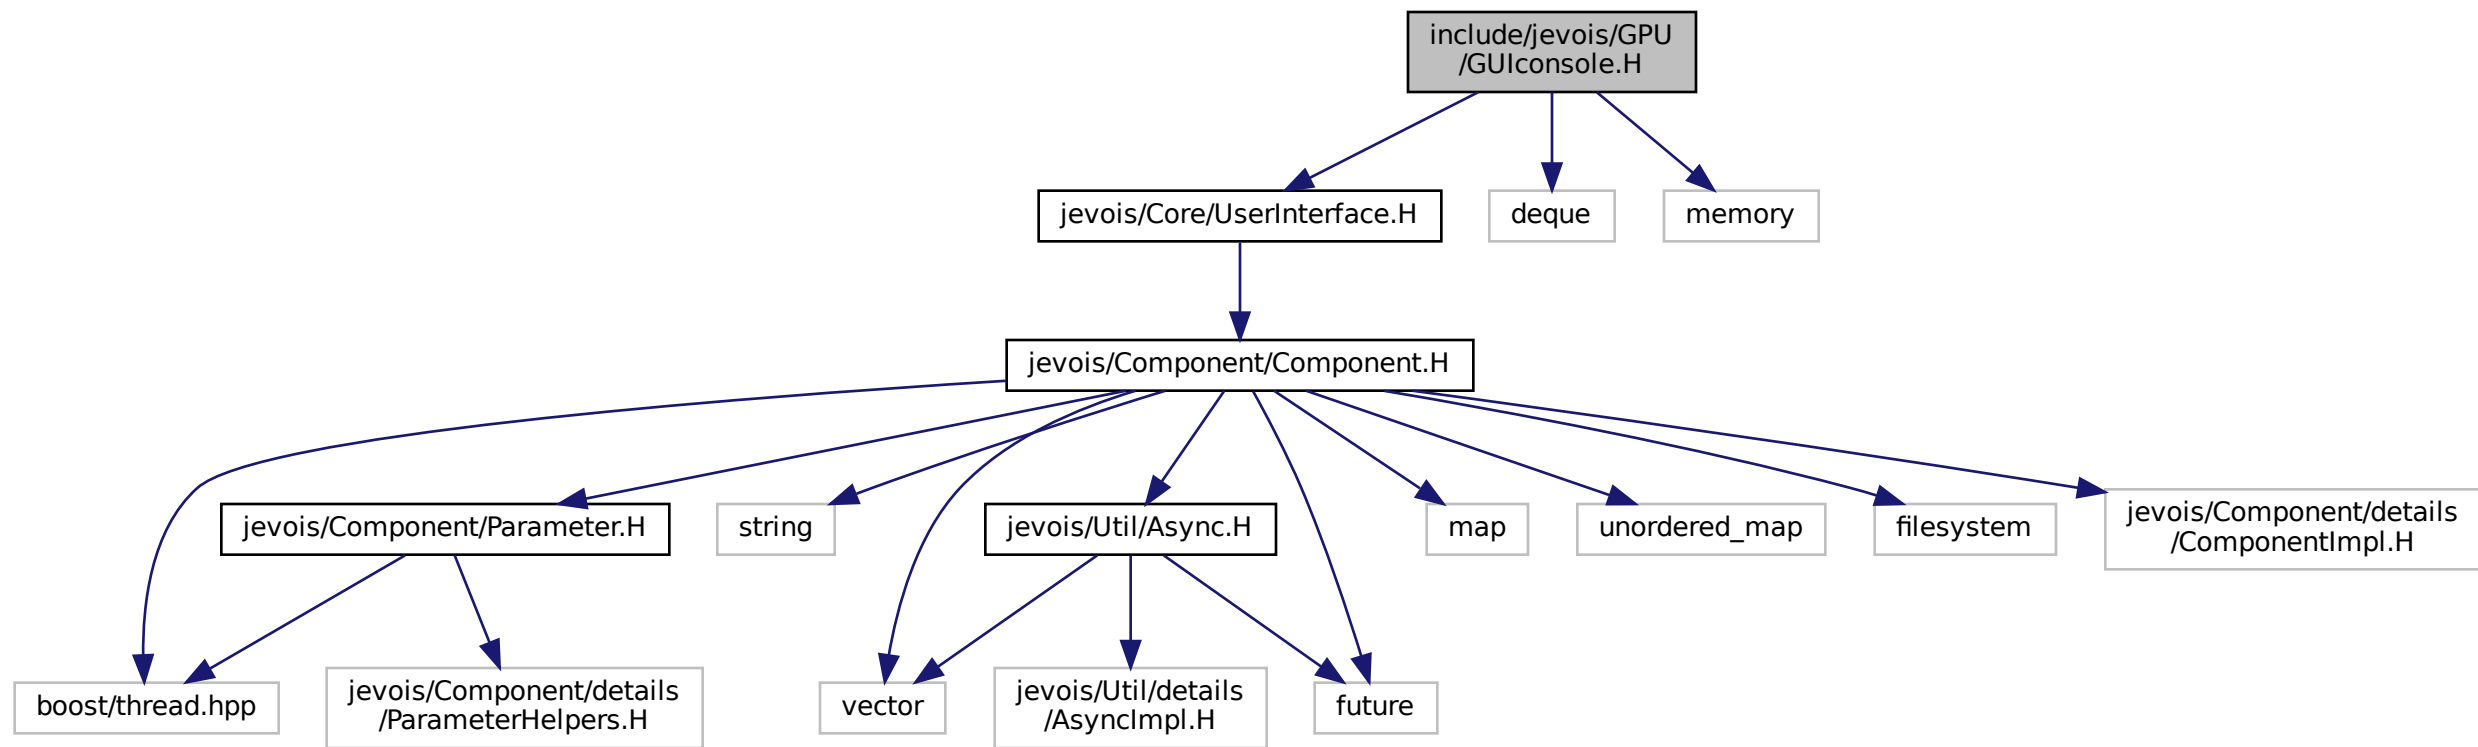 include/jevois/GPU
/GUIconsole.H
jevois/Core/UserInterface.H
deque
memory
jevois/Component/Component.H
jevois/Component/Parameter.H
string
jevois/Util/Async.H
map
unordered_map
filesystem
jevois/Component/details
/ComponentImpl.H
boost/thread.hpp
jevois/Component/details
/ParameterHelpers.H
vector
jevois/Util/details
/AsyncImpl.H
future